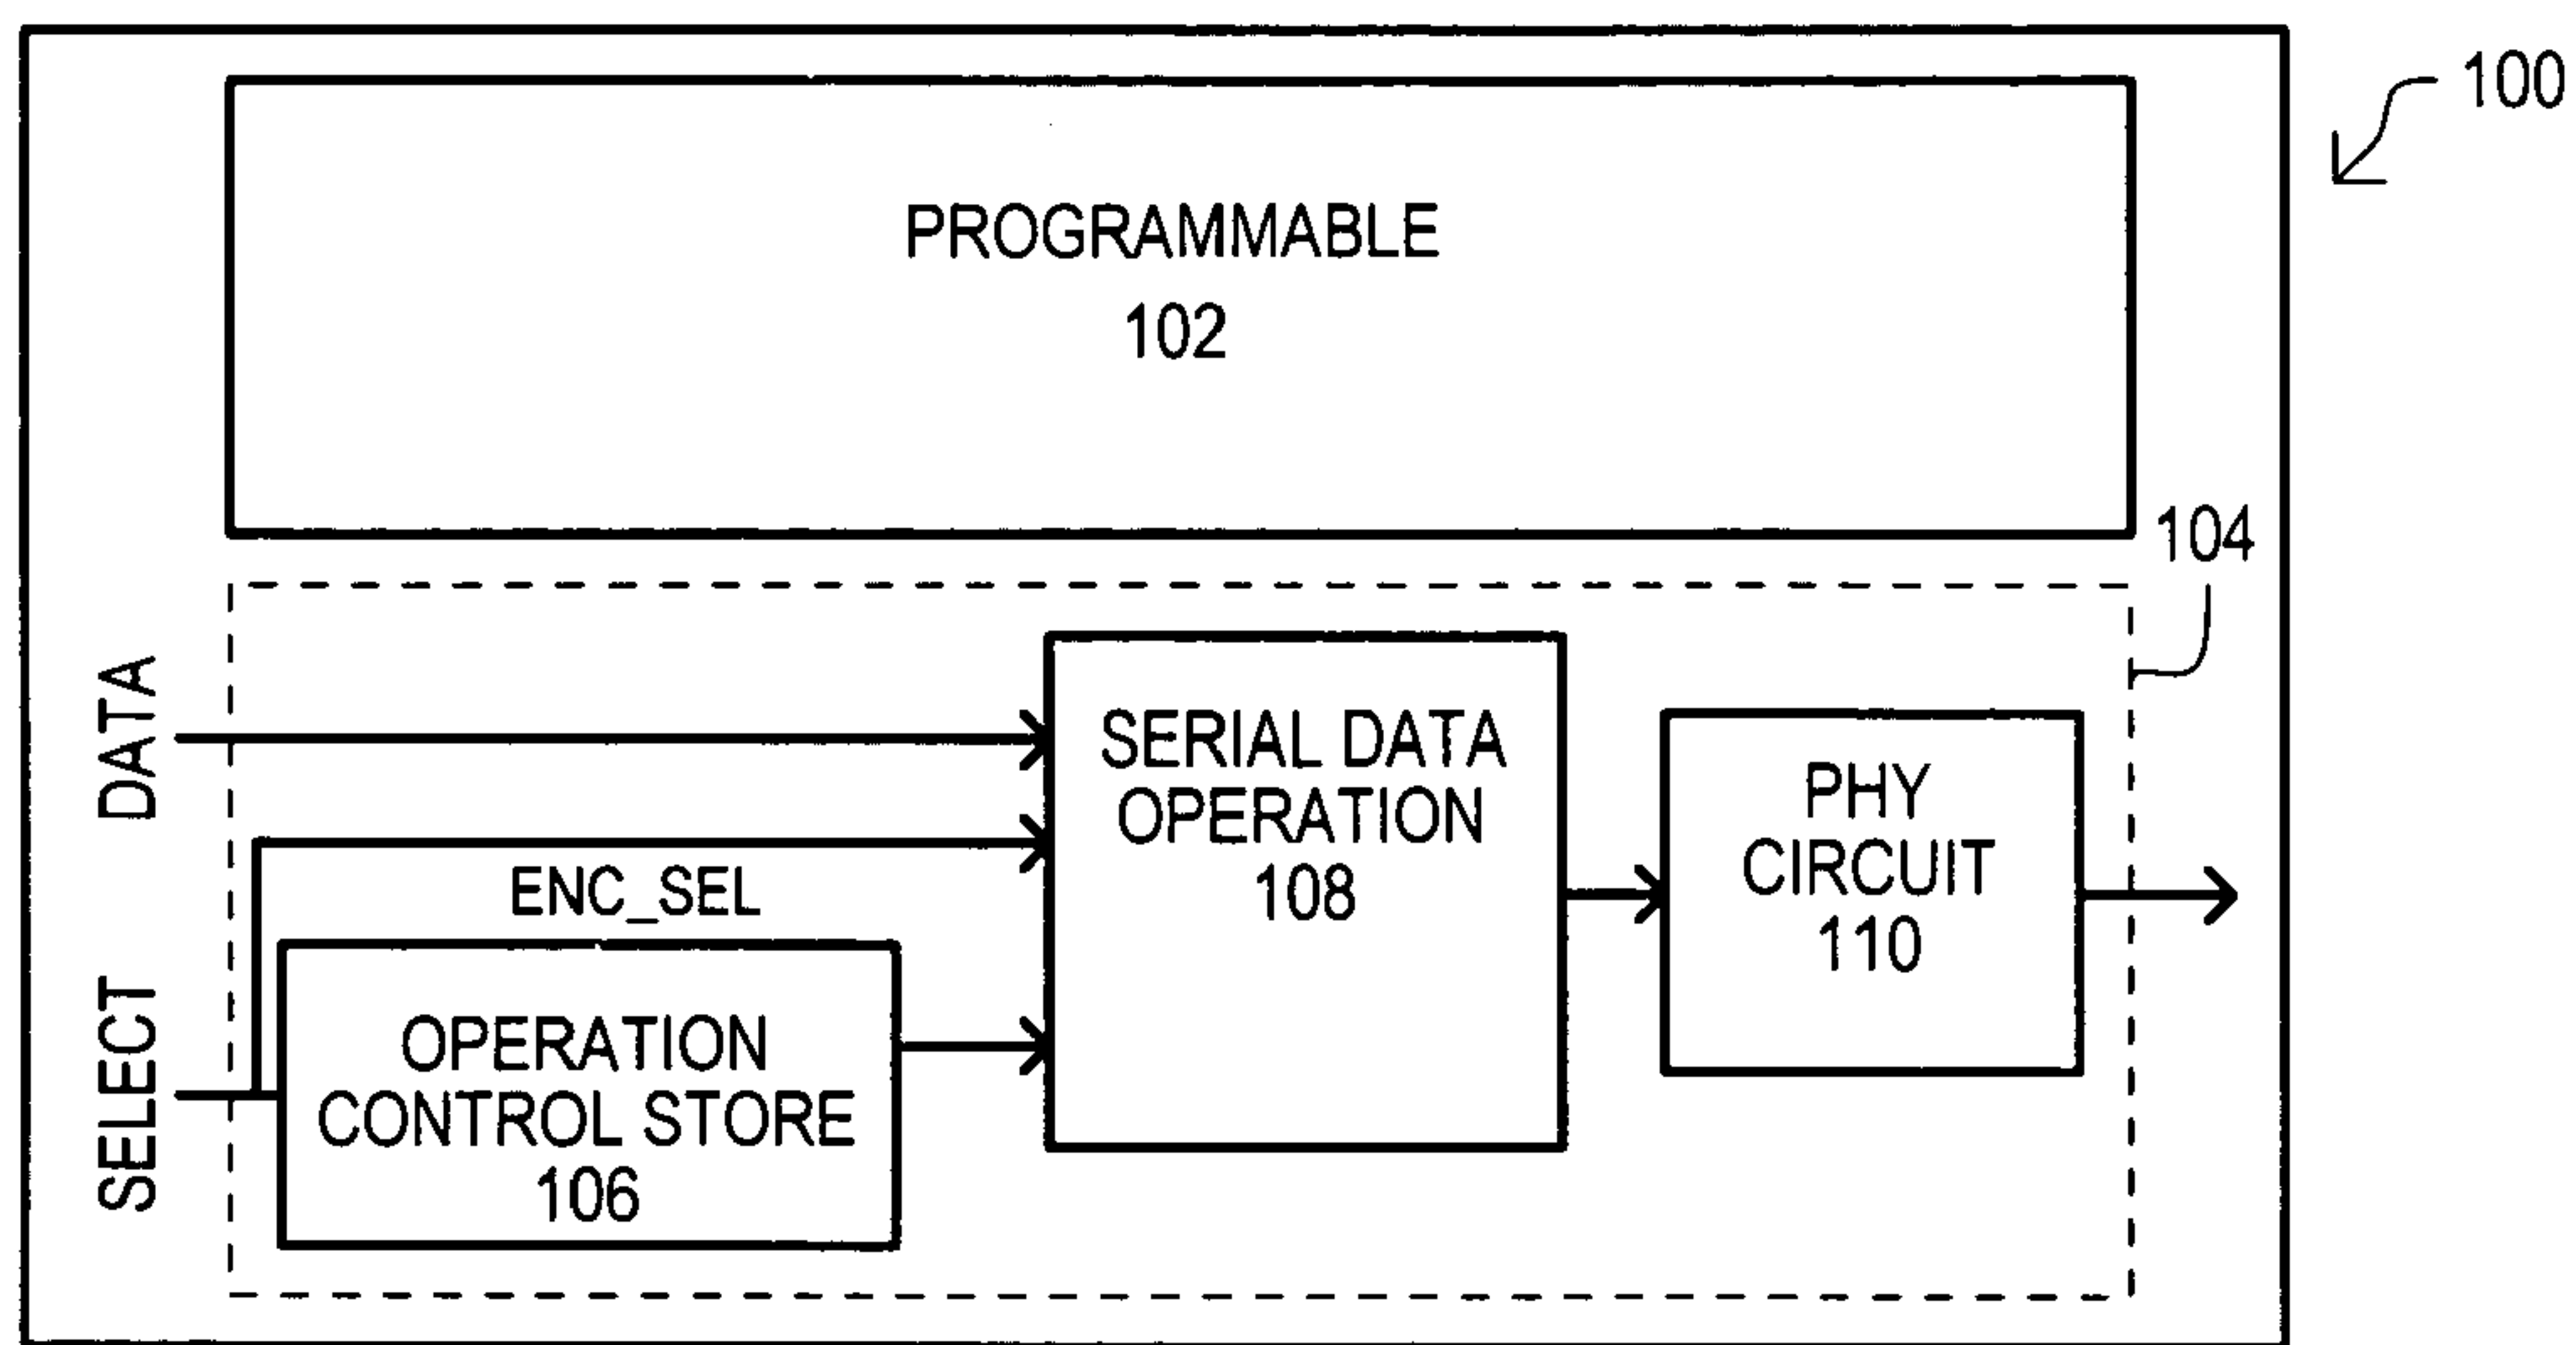 100
PROGRAMMABLE
102
104
DATA
SERIAL DATA
OPERATION
108
PHY
CIRCUIT
110
ENC_SEL
SELECT
OPERATION
CONTROL STORE
106